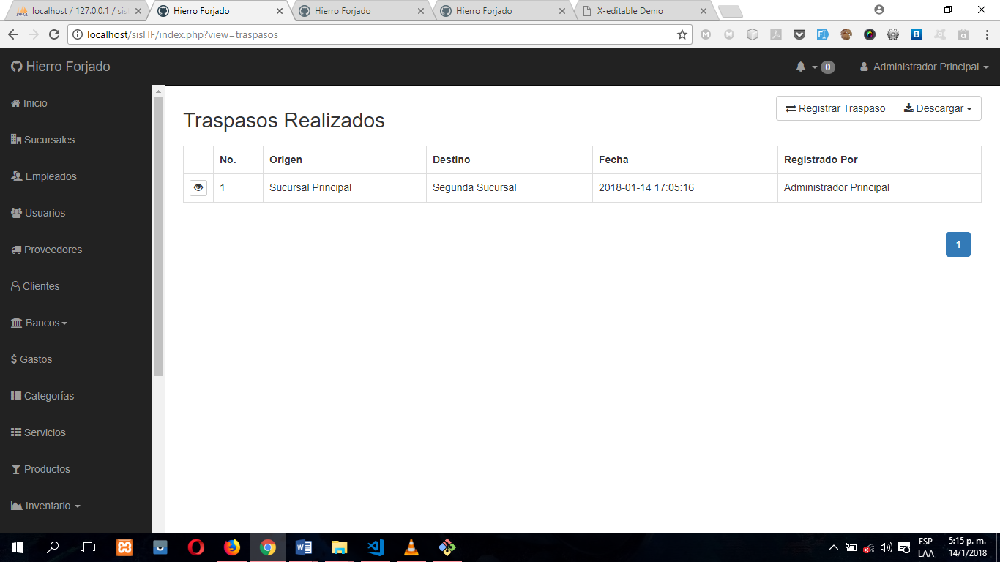 localhost / 127.0.0.1 / sis
Hierro Forjado
Hierro Forjado
Hierro Forjado
X-editable Demo
localhost/sisHF/index.php?view=traspasos
Hierro Forjado
0
Administrador Principal
Inicio
Sucursales
Empleados
Usuarios
Proveedores
Clientes
Bancos
Gastos
Categorías
Servicios
Productos
Inventario
Registrar Traspaso
Descargar
Traspasos Realizados
No. Origen Destino Fecha Registrado Por
1 Sucursal Principal Segunda Sucursal 2018-01-14 17:05:16 Administrador Principal
1
ESP
LAA
5:15 p. m.
14/1/2018